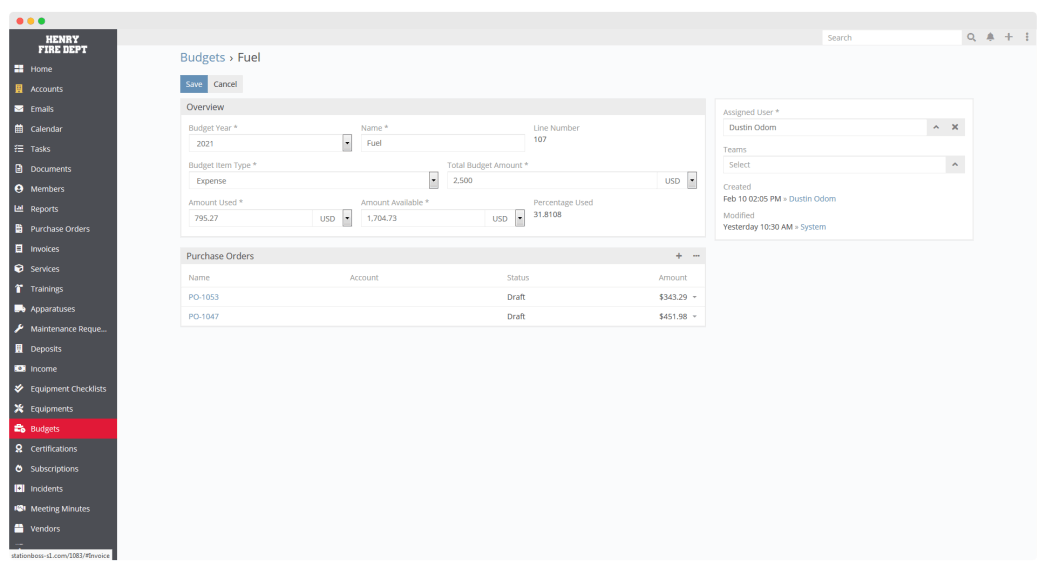 HENRY
FIRE DEPT
Search
Home
Accounts
Emails
Calendar
Tasks
Documents
Members
Reports
Purchase Orders
Invoices
Services
Trainings
Apparatuses
Maintenance Reque...
Deposits
Income
Equipment Checklists
Equipments
Budgets
Certifications
Subscriptions
Incidents
Meeting Minutes
Vendors
stationboss-s1.com/1083/#Invoice
Budgets › Fuel
Save Cancel
Overview
Budget Year * Name * Line Number
2021 Fuel 107
Budget Item Type * Total Budget Amount *
Expense 2,500 USD
Amount Used * Amount Available * Percentage Used
795.27 USD 1,704.73 USD 31.8108
Purchase Orders
Name Account Status Amount
PO-1053 Draft $343.29
PO-1047 Draft $451.98
Assigned User *
Dustin Odom
Teams
Select
Created
Feb 10 02:05 PM » Dustin Odom
Modified
Yesterday 10:30 AM » System